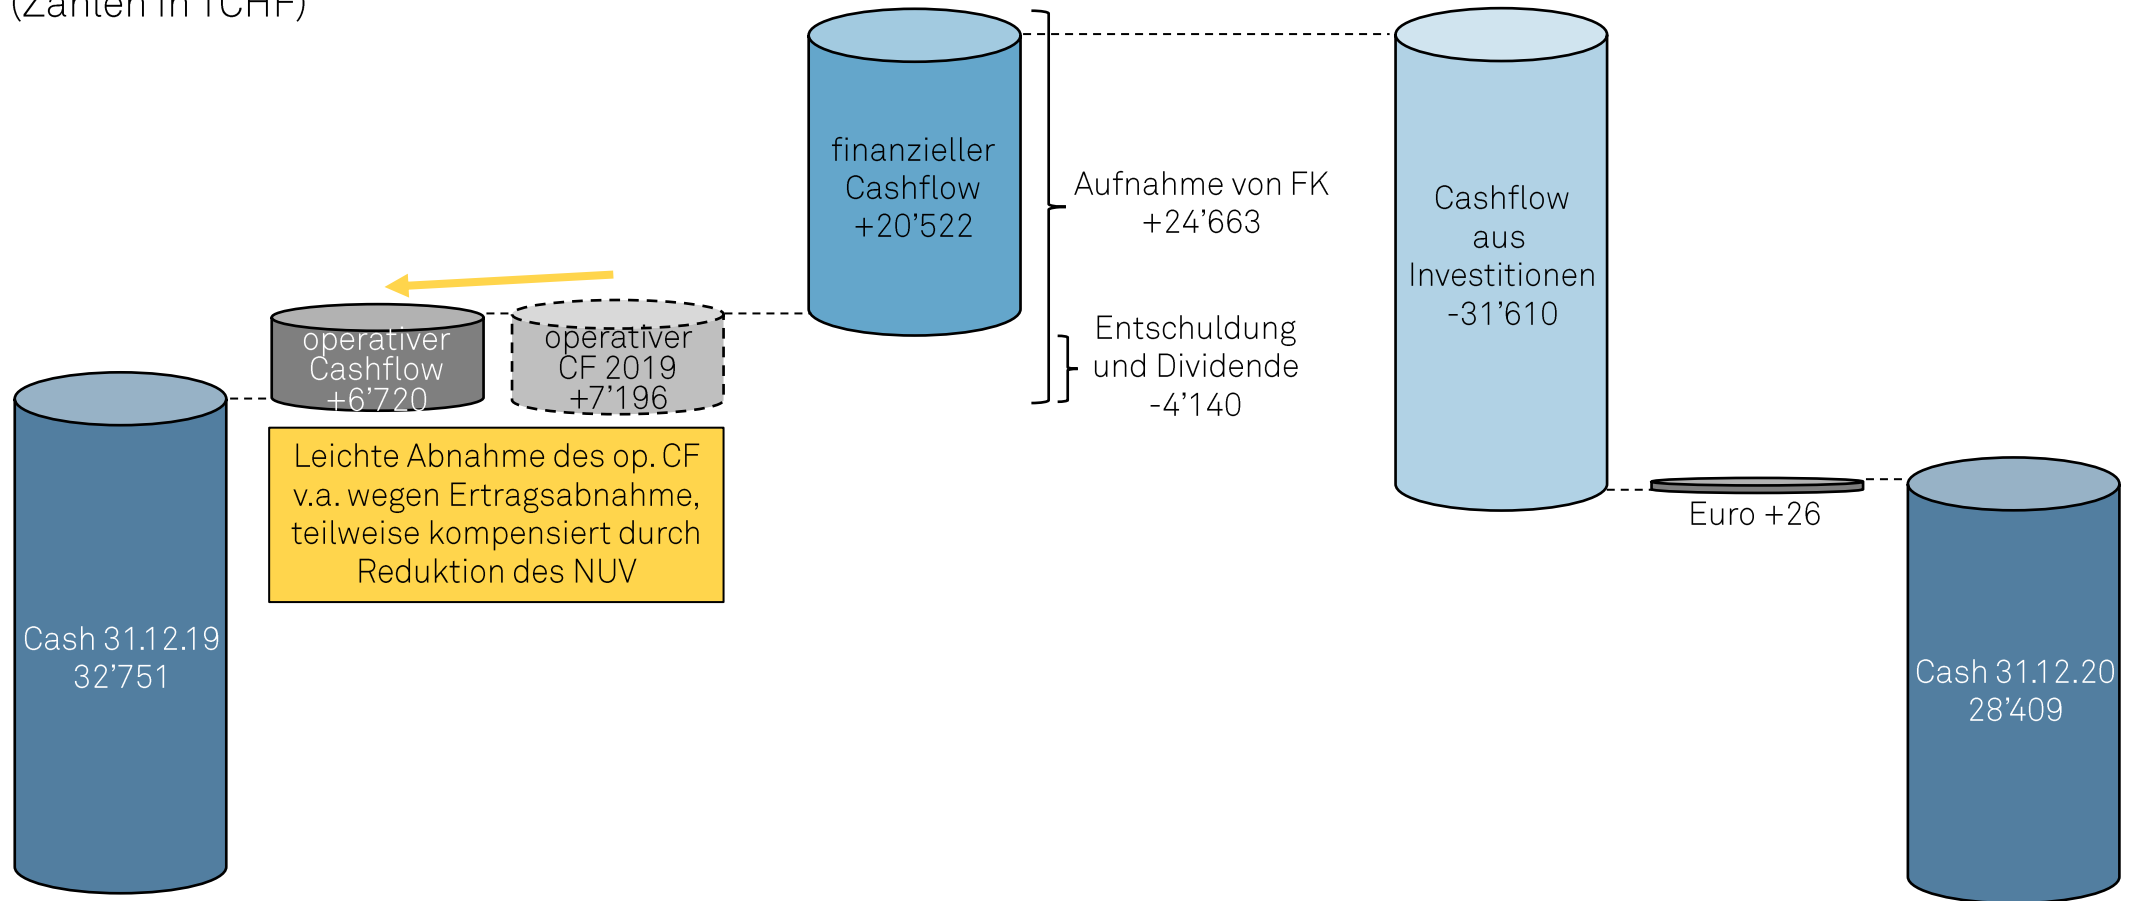 (Zahlen in TCHF)
finanzieller
Cashflow
+20’522
Aufnahme von FK
+24’663
Cashflow
aus
Investitionen
-31’610
operativer
Cashflow
+6’720
operativer
CF 2019
+7’196
Entschuldung
und Dividende
-4’140
Leichte Abnahme des op. CF
v.a. wegen Ertragsabnahme,
teilweise kompensiert durch
Reduktion des NUV
Euro +26
Cash 31.12.19
32’751
Cash 31.12.20
28’409